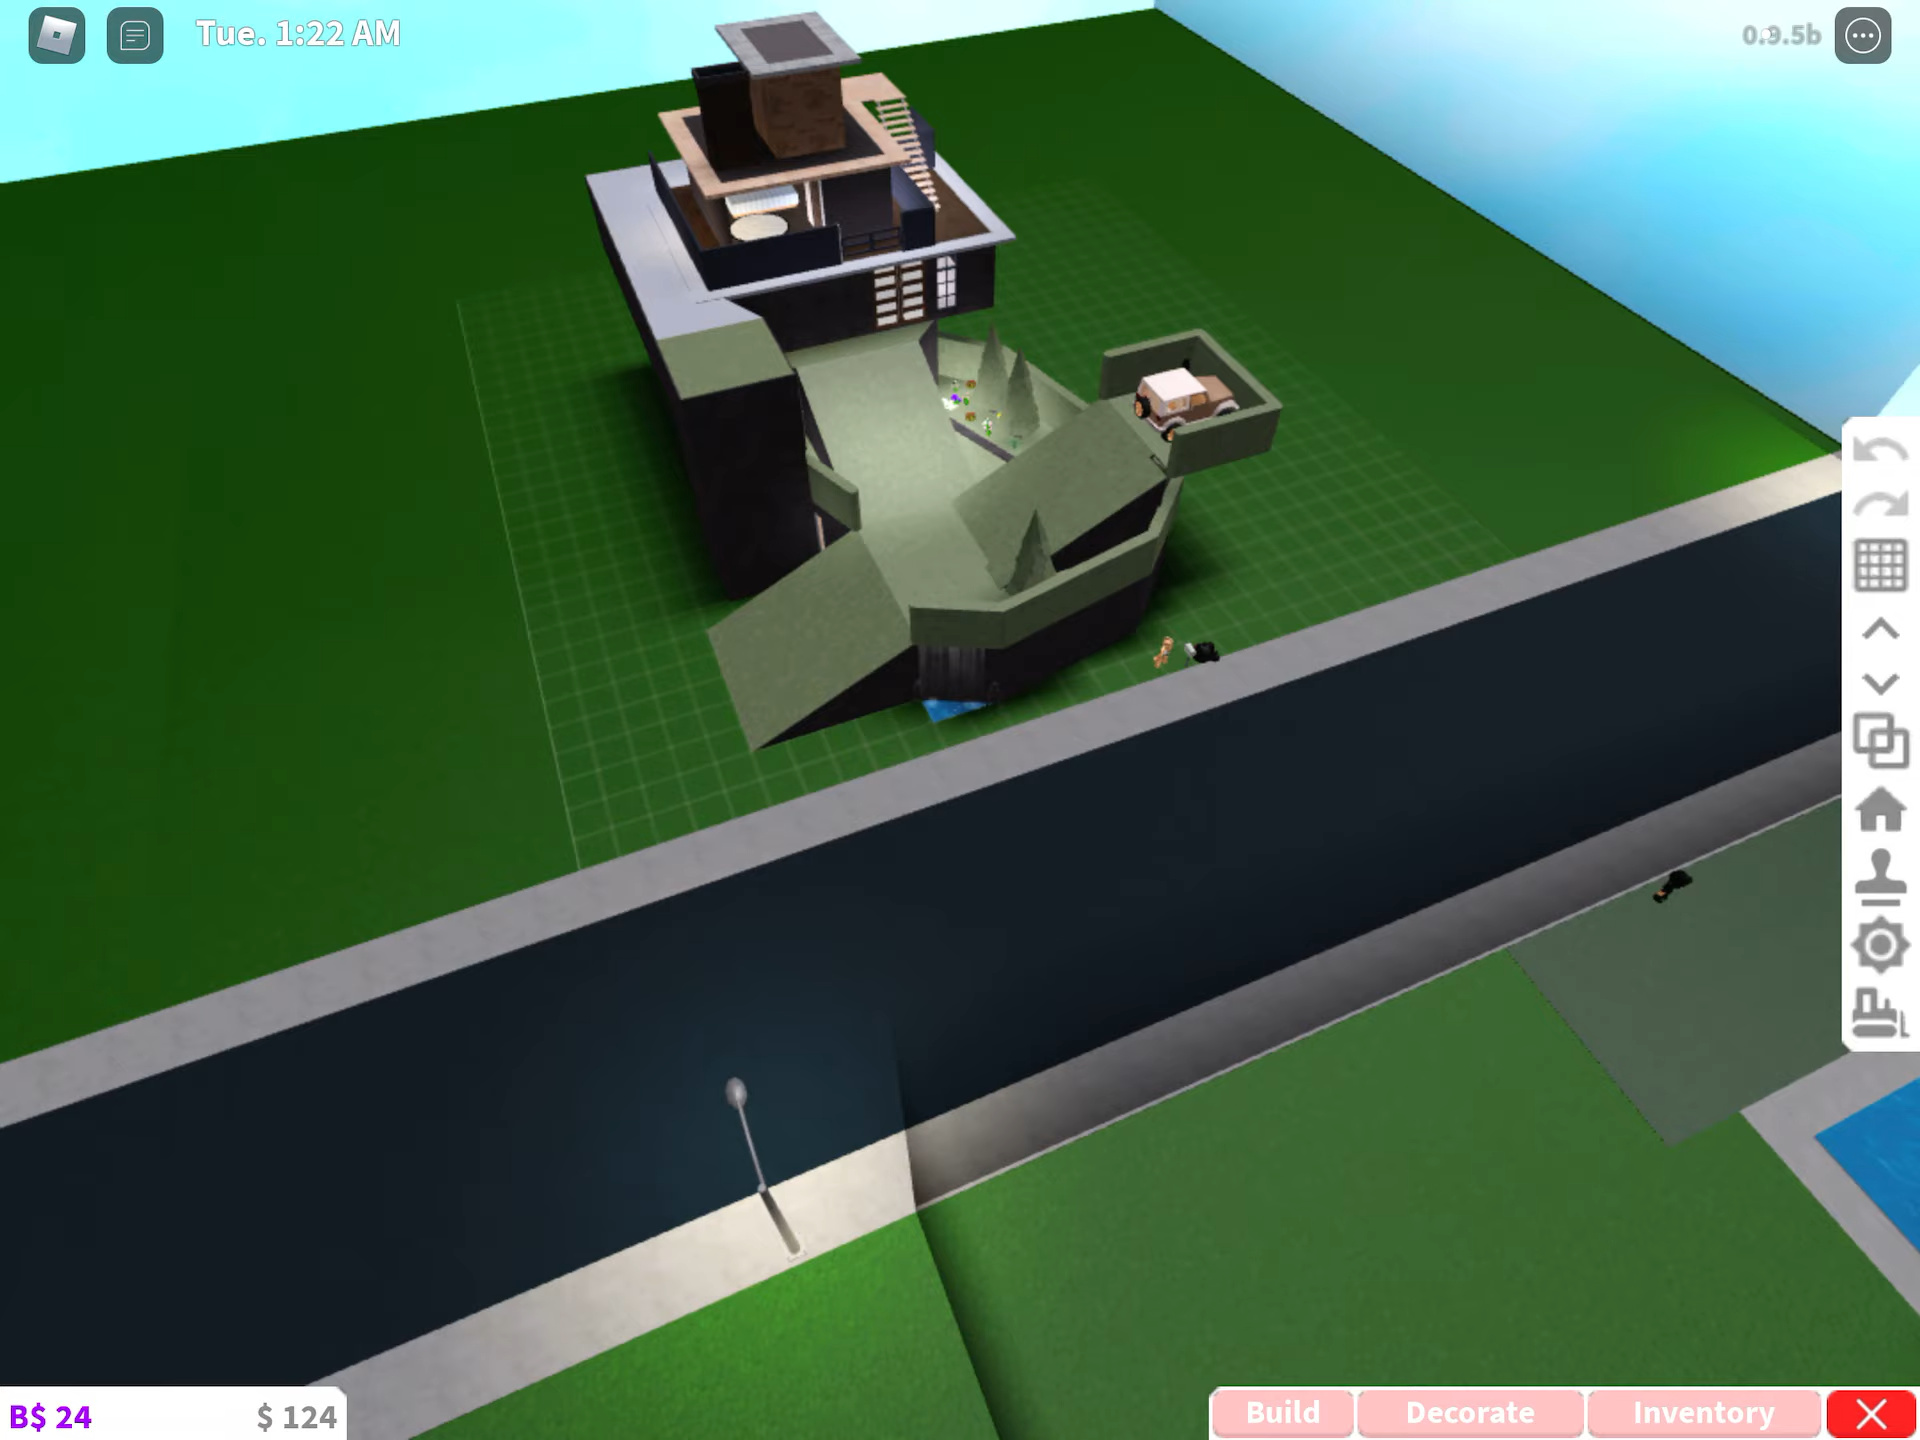 Tue. 1:22 AM
0.9.5b
B$ 24
$ 124
Build
Decorate
Inventory